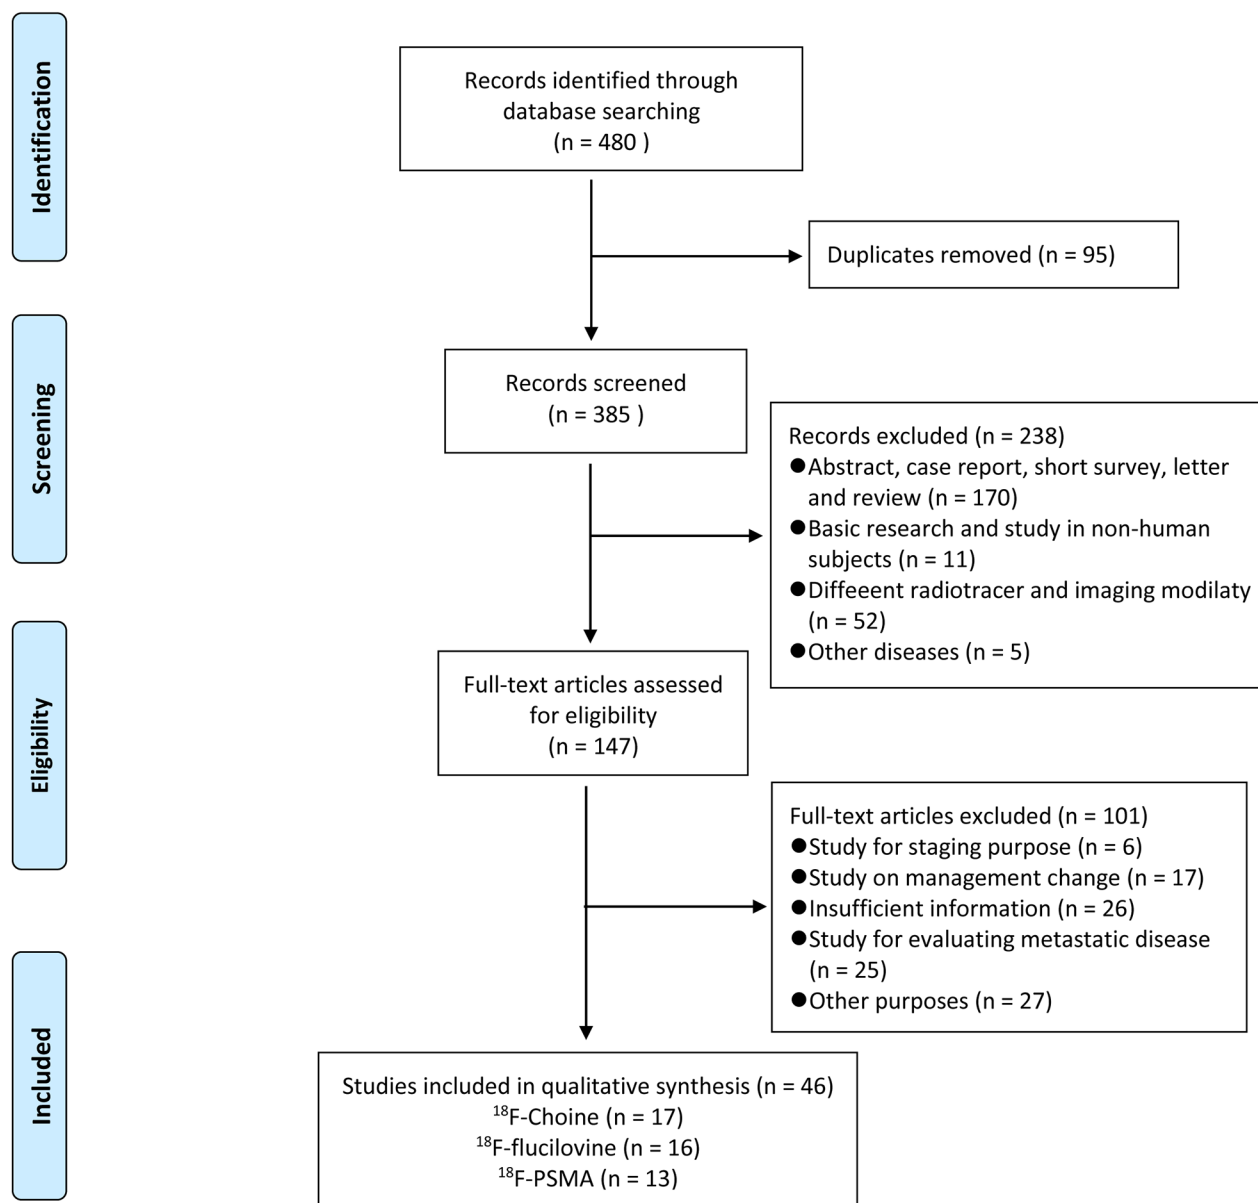 Identification
Records identified through
database searching
(n = 480 )
Duplicates removed (n = 95)
Screening
Records screened
(n = 385 )
Records excluded (n = 238)
●Abstract, case report, short survey, letter
and review (n = 170)
●Basic research and study in non-human
subjects (n = 11)
●Diffeeent radiotracer and imaging modilaty
(n = 52)
●Other diseases (n = 5)
Eligibility
Full-text articles assessed
for eligibility
(n = 147)
Full-text articles excluded (n = 101)
●Study for staging purpose (n = 6)
●Study on management change (n = 17)
●Insufficient information (n = 26)
●Study for evaluating metastatic disease
(n = 25)
●Other purposes (n = 27)
Included
Studies included in qualitative synthesis (n = 46)
¹⁸F-Choine (n = 17)
¹⁸F-flucilovine (n = 16)
¹⁸F-PSMA (n = 13)